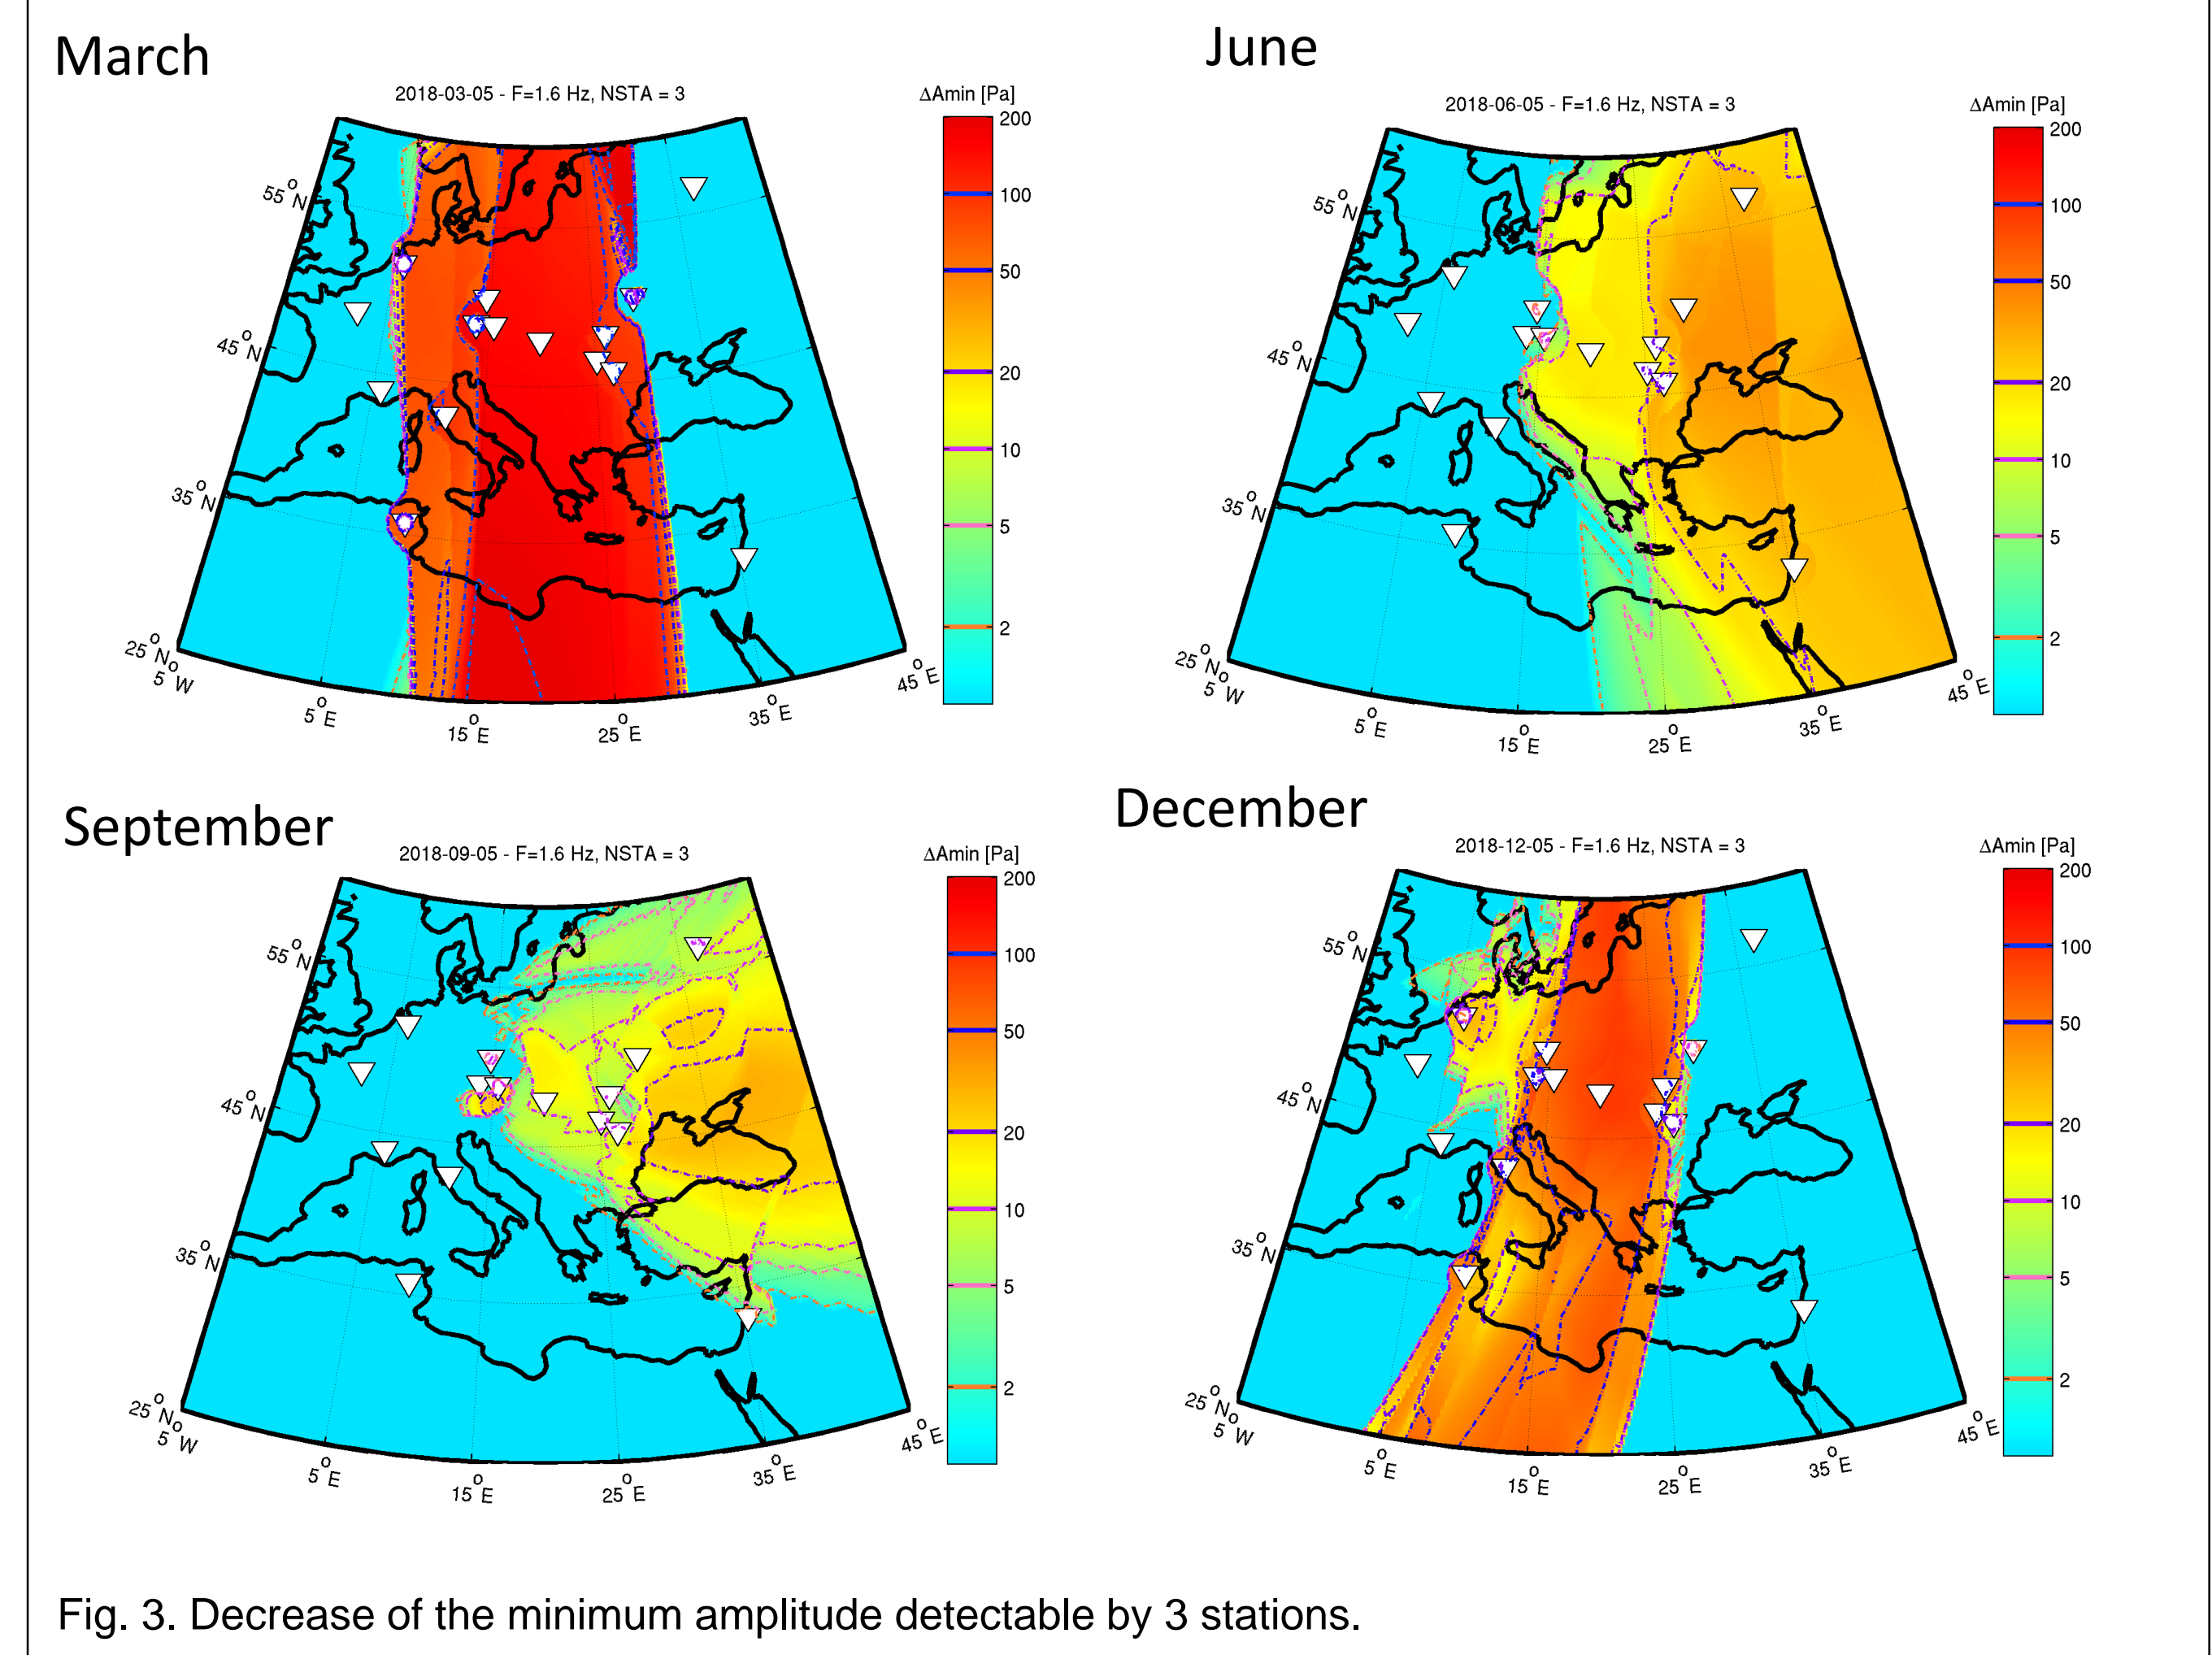 March
2018-03-05 - F=1.6 Hz, NSTA = 3
ΔAmin [Pa]
200
100
50
20
10
5
2
55°N
45°N
35°N
25°N
5°W
5°E
15°E
25°E
35°E
45°E
June
2018-06-05 - F=1.6 Hz, NSTA = 3
ΔAmin [Pa]
200
100
50
20
10
5
2
55°N
45°N
35°N
25°N
5°W
5°E
15°E
25°E
35°E
45°E
September
2018-09-05 - F=1.6 Hz, NSTA = 3
ΔAmin [Pa]
200
100
50
20
10
5
2
55°N
45°N
35°N
25°N
5°W
5°E
15°E
25°E
35°E
45°E
December
2018-12-05 - F=1.6 Hz, NSTA = 3
ΔAmin [Pa]
200
100
50
20
10
5
2
55°N
45°N
35°N
25°N
5°W
5°E
15°E
25°E
35°E
45°E
Fig. 3. Decrease of the minimum amplitude detectable by 3 stations.